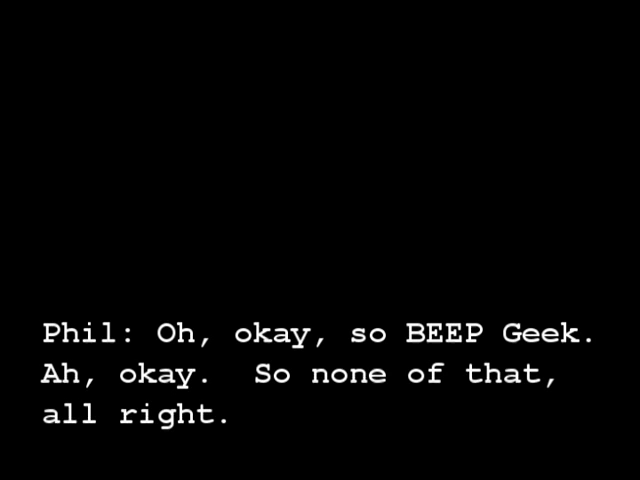 Phil: Oh, okay, so BEEP Geek.
Ah, okay.  So none of that,
all right.